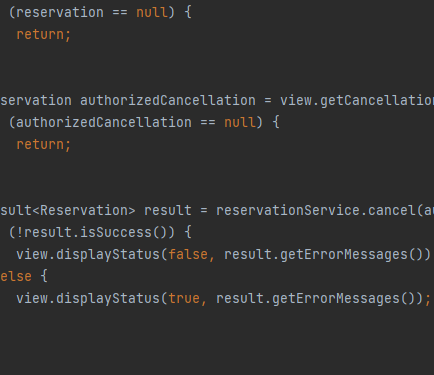 (reservation == null) {
return;
servation authorizedCancellation = view.getCancellation
(authorizedCancellation == null) {
return;
sult<Reservation> result = reservationService.cancel(au
(!result.isSuccess()) {
view.displayStatus(false, result.getErrorMessages())
else {
view.displayStatus(true, result.getErrorMessages());